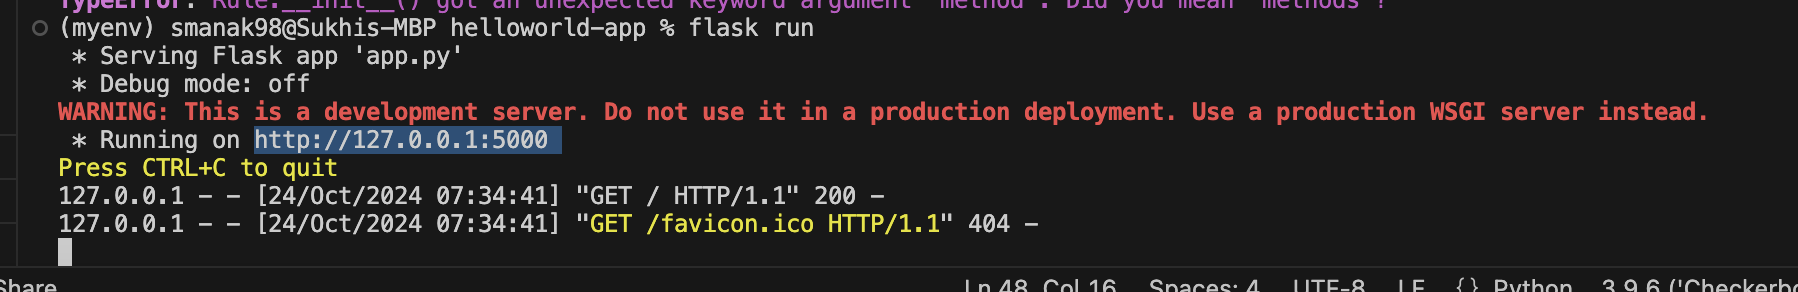 TypeError: Rule.__init__() got an unexpected keyword argument 'method'. Did you mean 'methods'?
(myenv) smanak98@Sukhis-MBP helloworld-app % flask run
* Serving Flask app 'app.py'
* Debug mode: off
WARNING: This is a development server. Do not use it in a production deployment. Use a production WSGI server instead.
* Running on http://127.0.0.1:5000
Press CTRL+C to quit
127.0.0.1 - - [24/Oct/2024 07:34:41] "GET / HTTP/1.1" 200 -
127.0.0.1 - - [24/Oct/2024 07:34:41] "GET /favicon.ico HTTP/1.1" 404 -
Share Ln 48, Col 16 Spaces: 4 UTF-8 LF {} Python 3.9.6 ('Checkerbo